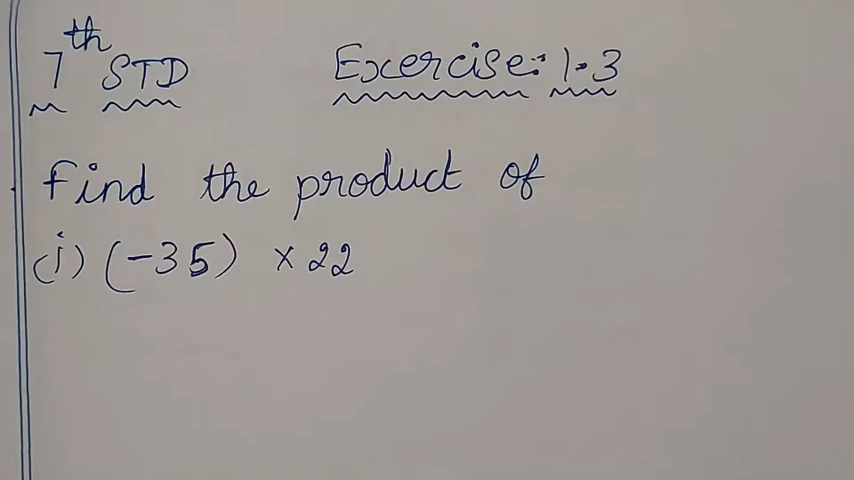 7th STD Exercise: 1.3
Find the product of
(i) (-35) × 22